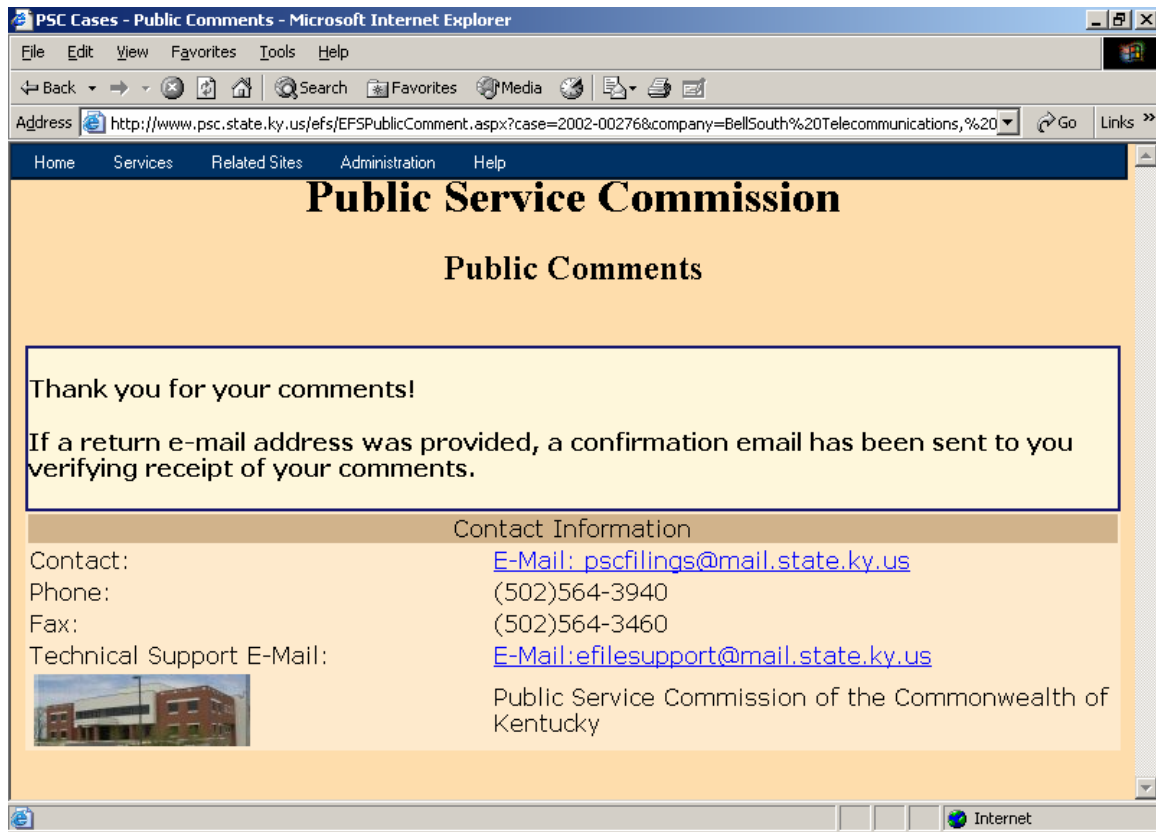 PSC Cases - Public Comments - Microsoft Internet Explorer
File Edit View Favorites Tools Help
Back Search Favorites Media
Address http://www.psc.state.ky.us/efs/EFSPublicComment.aspx?case=2002-00276&company=BellSouth%20Telecommunications,%20 Go Links »
Home Services Related Sites Administration Help
Public Service Commission
Public Comments
Thank you for your comments!
If a return e-mail address was provided, a confirmation email has been sent to you
verifying receipt of your comments.
Contact Information
Contact: E-Mail: pscfilings@mail.state.ky.us
Phone: (502)564-3940
Fax: (502)564-3460
Technical Support E-Mail: E-Mail:efilesupport@mail.state.ky.us
Public Service Commission of the Commonwealth of
Kentucky
Internet